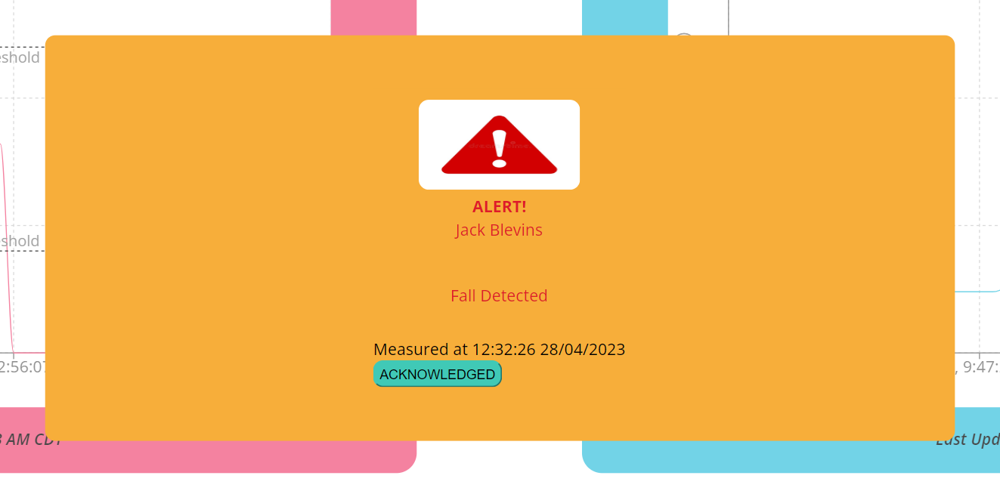 eshold
ALERT!
Jack Blevins
shold
Fall Detected
Measured at 12:32:26 28/04/2023
2:56:07
ACKNOWLEDGED
, 9:47:
AM CDT
Last Upd